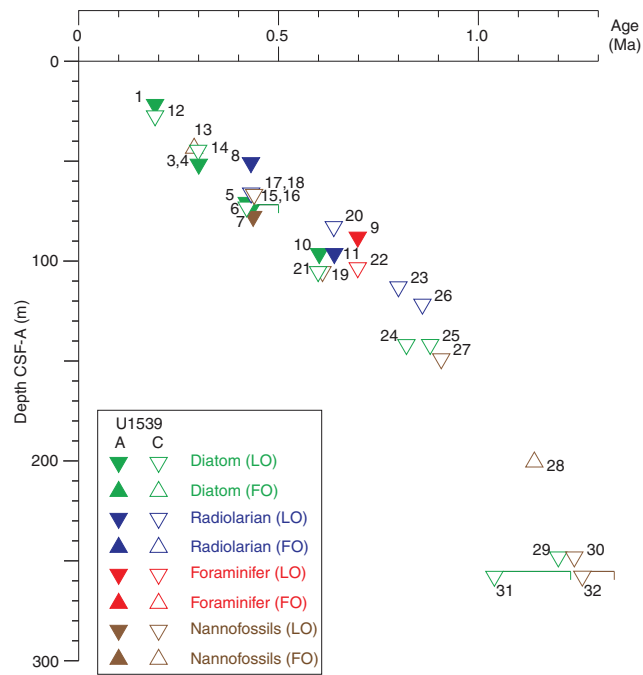 0 0.5 1.0 Age
(Ma)
0
1
12
13
14
3,4
8
17,18
5
15,16
6
7
20
9
10
11
22
21
19
100
23
26
24 25
27
Depth CSF-A (m)
U1539
A C
Diatom (LO)
Diatom (FO)
Radiolarian (LO)
Radiolarian (FO)
Foraminifer (LO)
Foraminifer (FO)
Nannofossils (LO)
Nannofossils (FO)
200
28
29 30
31 32
300